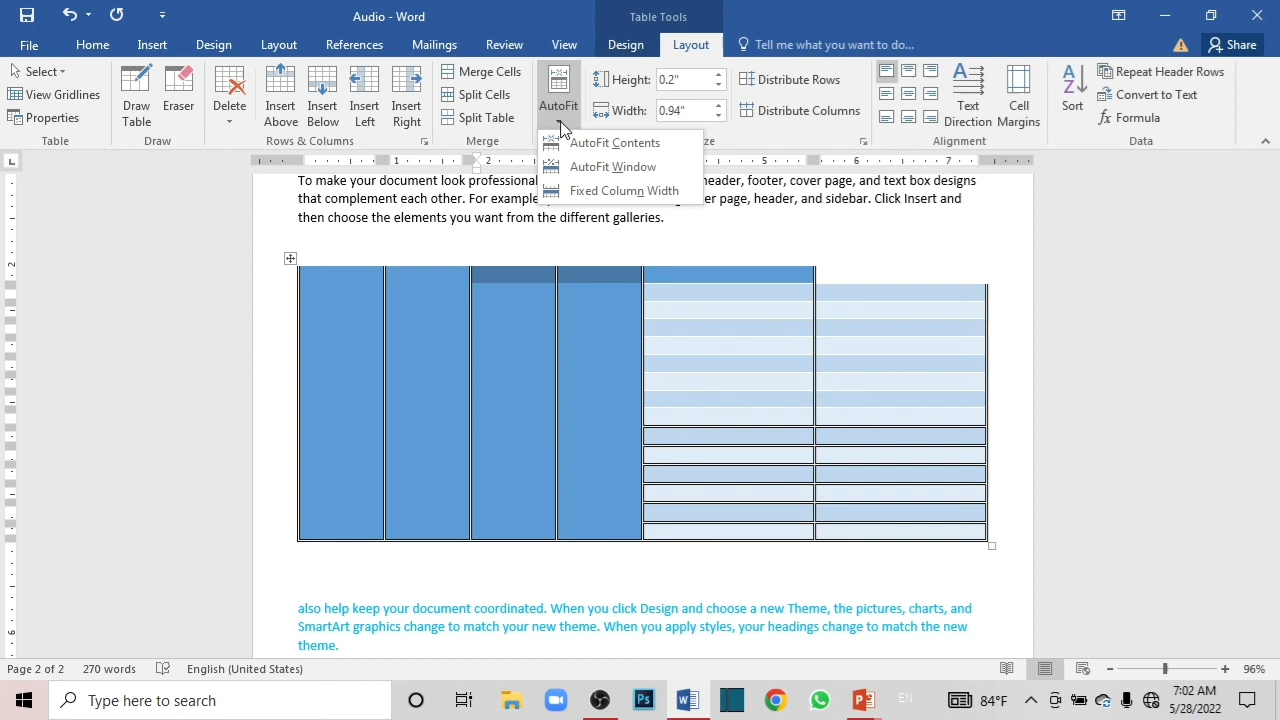 Audio - Word
Table Tools
File Home Insert Design Layout References Mailings Review View Design Layout Tell me what you want to do... Share
Select Merge Cells Height: 0.2" Distribute Rows Repeat Header Rows
View Gridlines Split Cells Convert to Text
Properties Split Table Width: 0.94" Distribute Columns Formula
Draw Table Eraser Delete Insert Above Insert Below Insert Left Insert Right AutoFit Text Direction Cell Margins Sort
Table Draw Rows & Columns Merge ze Alignment Data
AutoFit Contents
AutoFit Window
Fixed Column Width
L 2 5 6 7
To make your document look professional header, footer, cover page, and text box designs
that complement each other. For example er page, header, and sidebar. Click Insert and
then choose the elements you want from the different galleries.
also help keep your document coordinated. When you click Design and choose a new Theme, the pictures, charts, and
SmartArt graphics change to match your new theme. When you apply styles, your headings change to match the new
theme.
Page 2 of 2 270 words English (United States) 96%
Type here to search EN 84°F 7:02 AM
5/28/2022